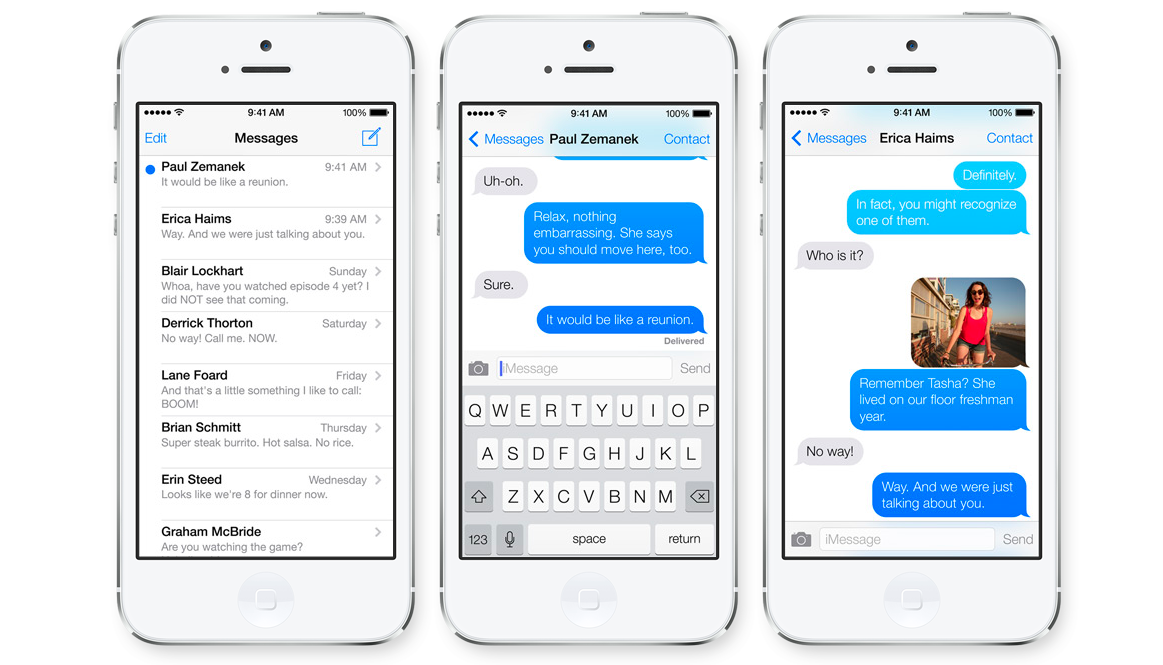 9:41 AM
100%
Edit
Messages
Paul Zemanek
9:41 AM
It would be like a reunion.
Erica Haims
9:39 AM
Way. And we were just talking about you.
Blair Lockhart
Sunday
Whoa, have you watched episode 4 yet? I
did NOT see that coming.
Derrick Thorton
Saturday
No way! Call me. NOW.
Lane Foard
Friday
And that's a little something I like to call:
BOOM!
Brian Schmitt
Thursday
Super steak burrito. Hot salsa. No rice.
Erin Steed
Wednesday
Looks like we're 8 for dinner now.
Graham McBride
Are you watching the game?
9:41 AM
100%
Messages
Paul Zemanek
Contact
Uh-oh.
Relax, nothing
embarrassing. She says
you should move here, too.
Sure.
It would be like a reunion.
Delivered
iMessage
Send
Q W E R T Y U I O P
A S D F G H J K L
Z X C V B N M
123
space
return
9:41 AM
100%
Messages
Erica Haims
Contact
Definitely.
In fact, you might recognize
one of them.
Who is it?
Remember Tasha? She
lived on our floor freshman
year.
No way!
Way. And we were just
talking about you.
iMessage
Send